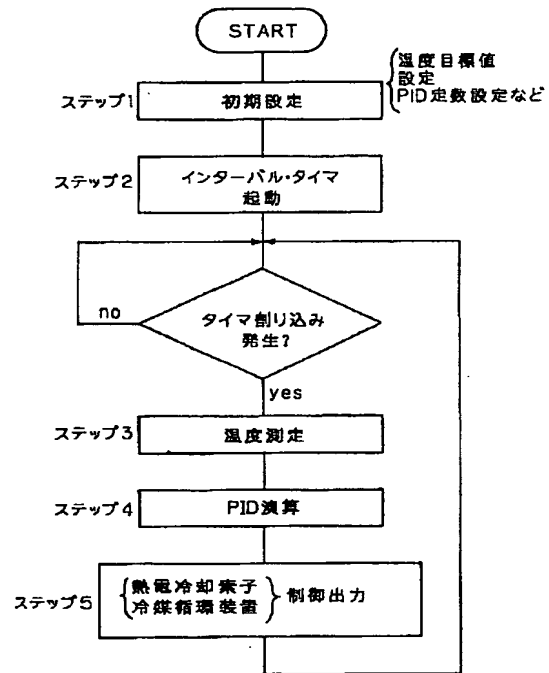 START
温度目標値
設定
PID定数設定など
ステップ1
初期設定
ステップ2
インターバル・タイマ
起動
タイマ割り込み
発生?
no
yes
ステップ3
温度測定
ステップ4
PID演算
ステップ5
熱電冷却素子
冷媒循環装置
制御出力